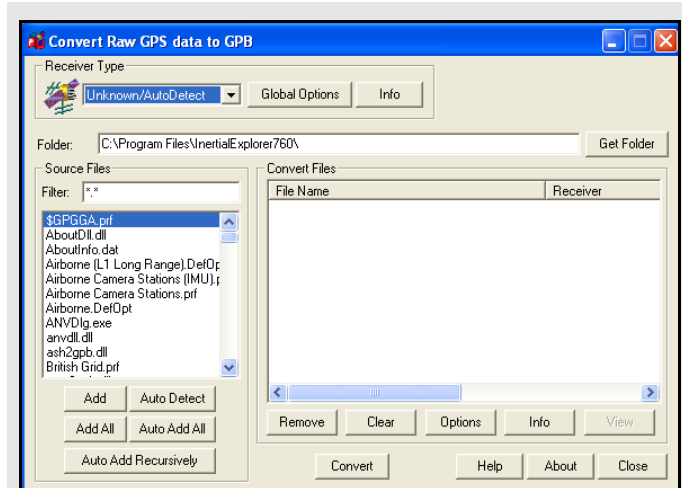 Convert Raw GPS data to GPB
Receiver Type
Unknown/AutoDetect
Global Options
Info
Folder:
C:\Program Files\InertialExplorer760\
Get Folder
Source Files
Filter:
*.*
$GPGGA.prf
AboutDll.dll
AboutInfo.dat
Airborne (L1 Long Range).DefOp
Airborne Camera Stations (IMU).p
Airborne Camera Stations.prf
Airborne.DefOpt
ANVDlg.exe
anvdll.dll
ash2gpb.dll
British Grid.prf
Add
Auto Detect
Add All
Auto Add All
Auto Add Recursively
Convert Files
File Name
Receiver
Remove
Clear
Options
Info
View
Convert
Help
About
Close